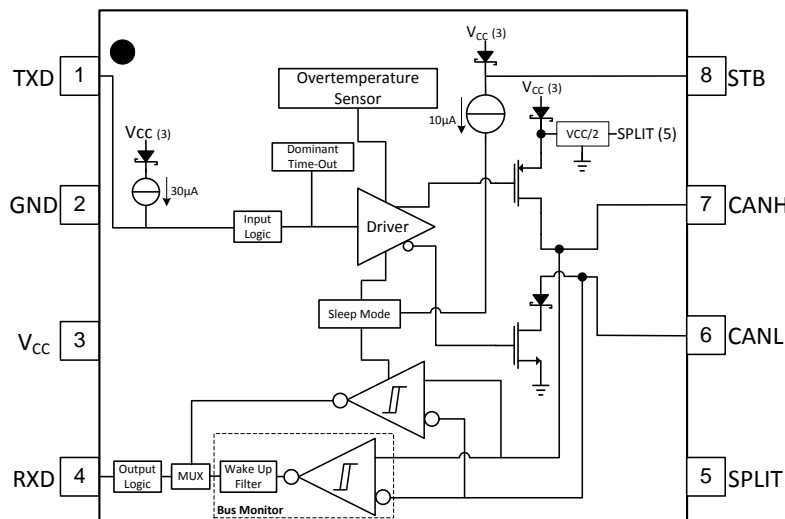 TXD
1
GND
2
VCC
3
RXD
4
8
STB
7
CANH
6
CANL
5
SPLIT
VCC (3)
30µA
Overtemperature
Sensor
Dominant
Time-Out
Input
Logic
Driver
VCC (3)
10µA
VCC (3)
VCC/2
SPLIT (5)
Sleep Mode
Output
Logic
MUX
Wake Up
Filter
Bus Monitor